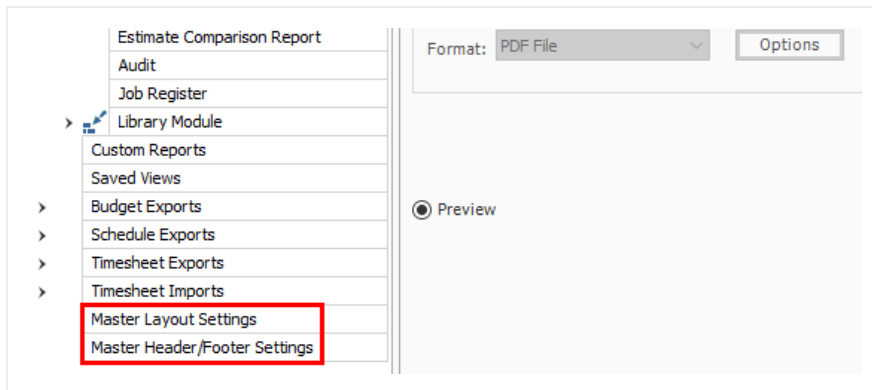 Estimate Comparison Report
Audit
Job Register
Library Module
Custom Reports
Saved Views
Budget Exports
Schedule Exports
Timesheet Exports
Timesheet Imports
Master Layout Settings
Master Header/Footer Settings
Format: PDF File Options
Preview